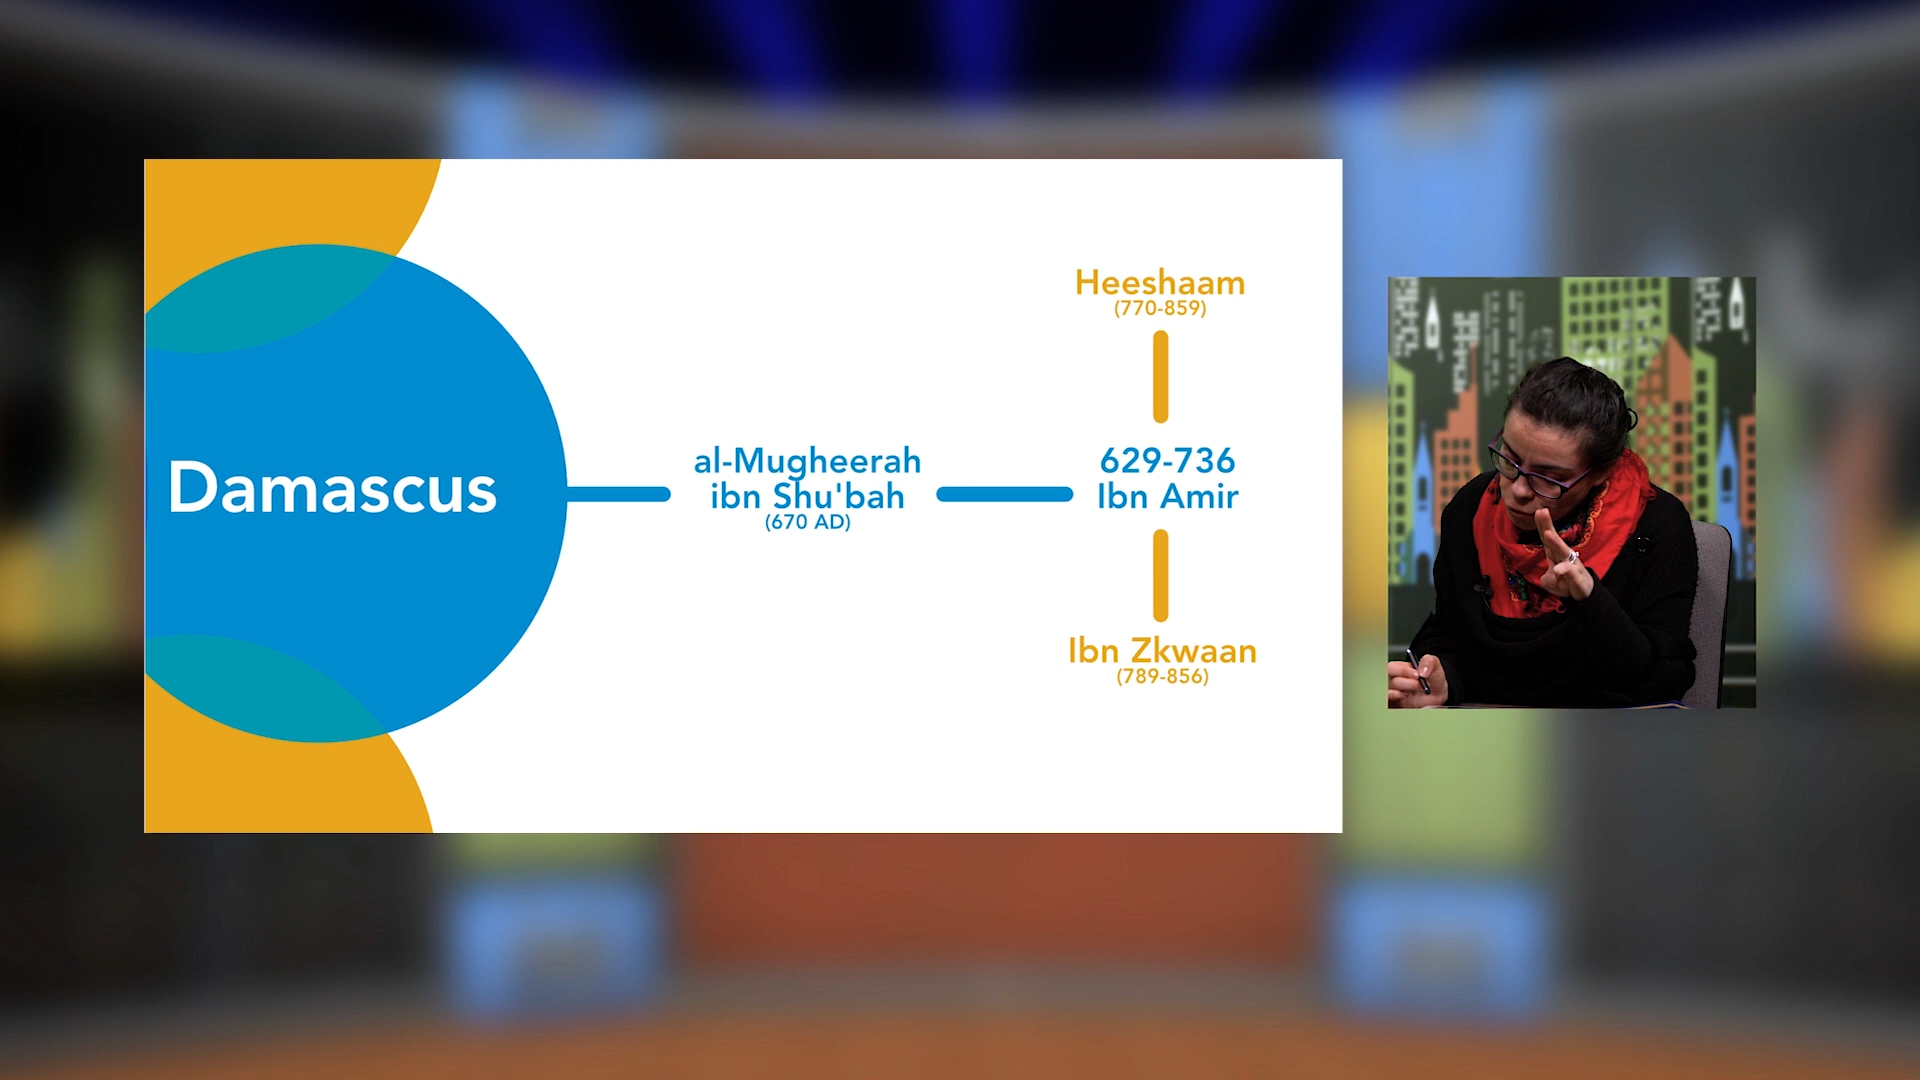 Damascus
al-Mugheerah
ibn Shu'bah
(670 AD)
Heeshaam
(770-859)
629-736
Ibn Amir
Ibn Zkwaan
(789-856)